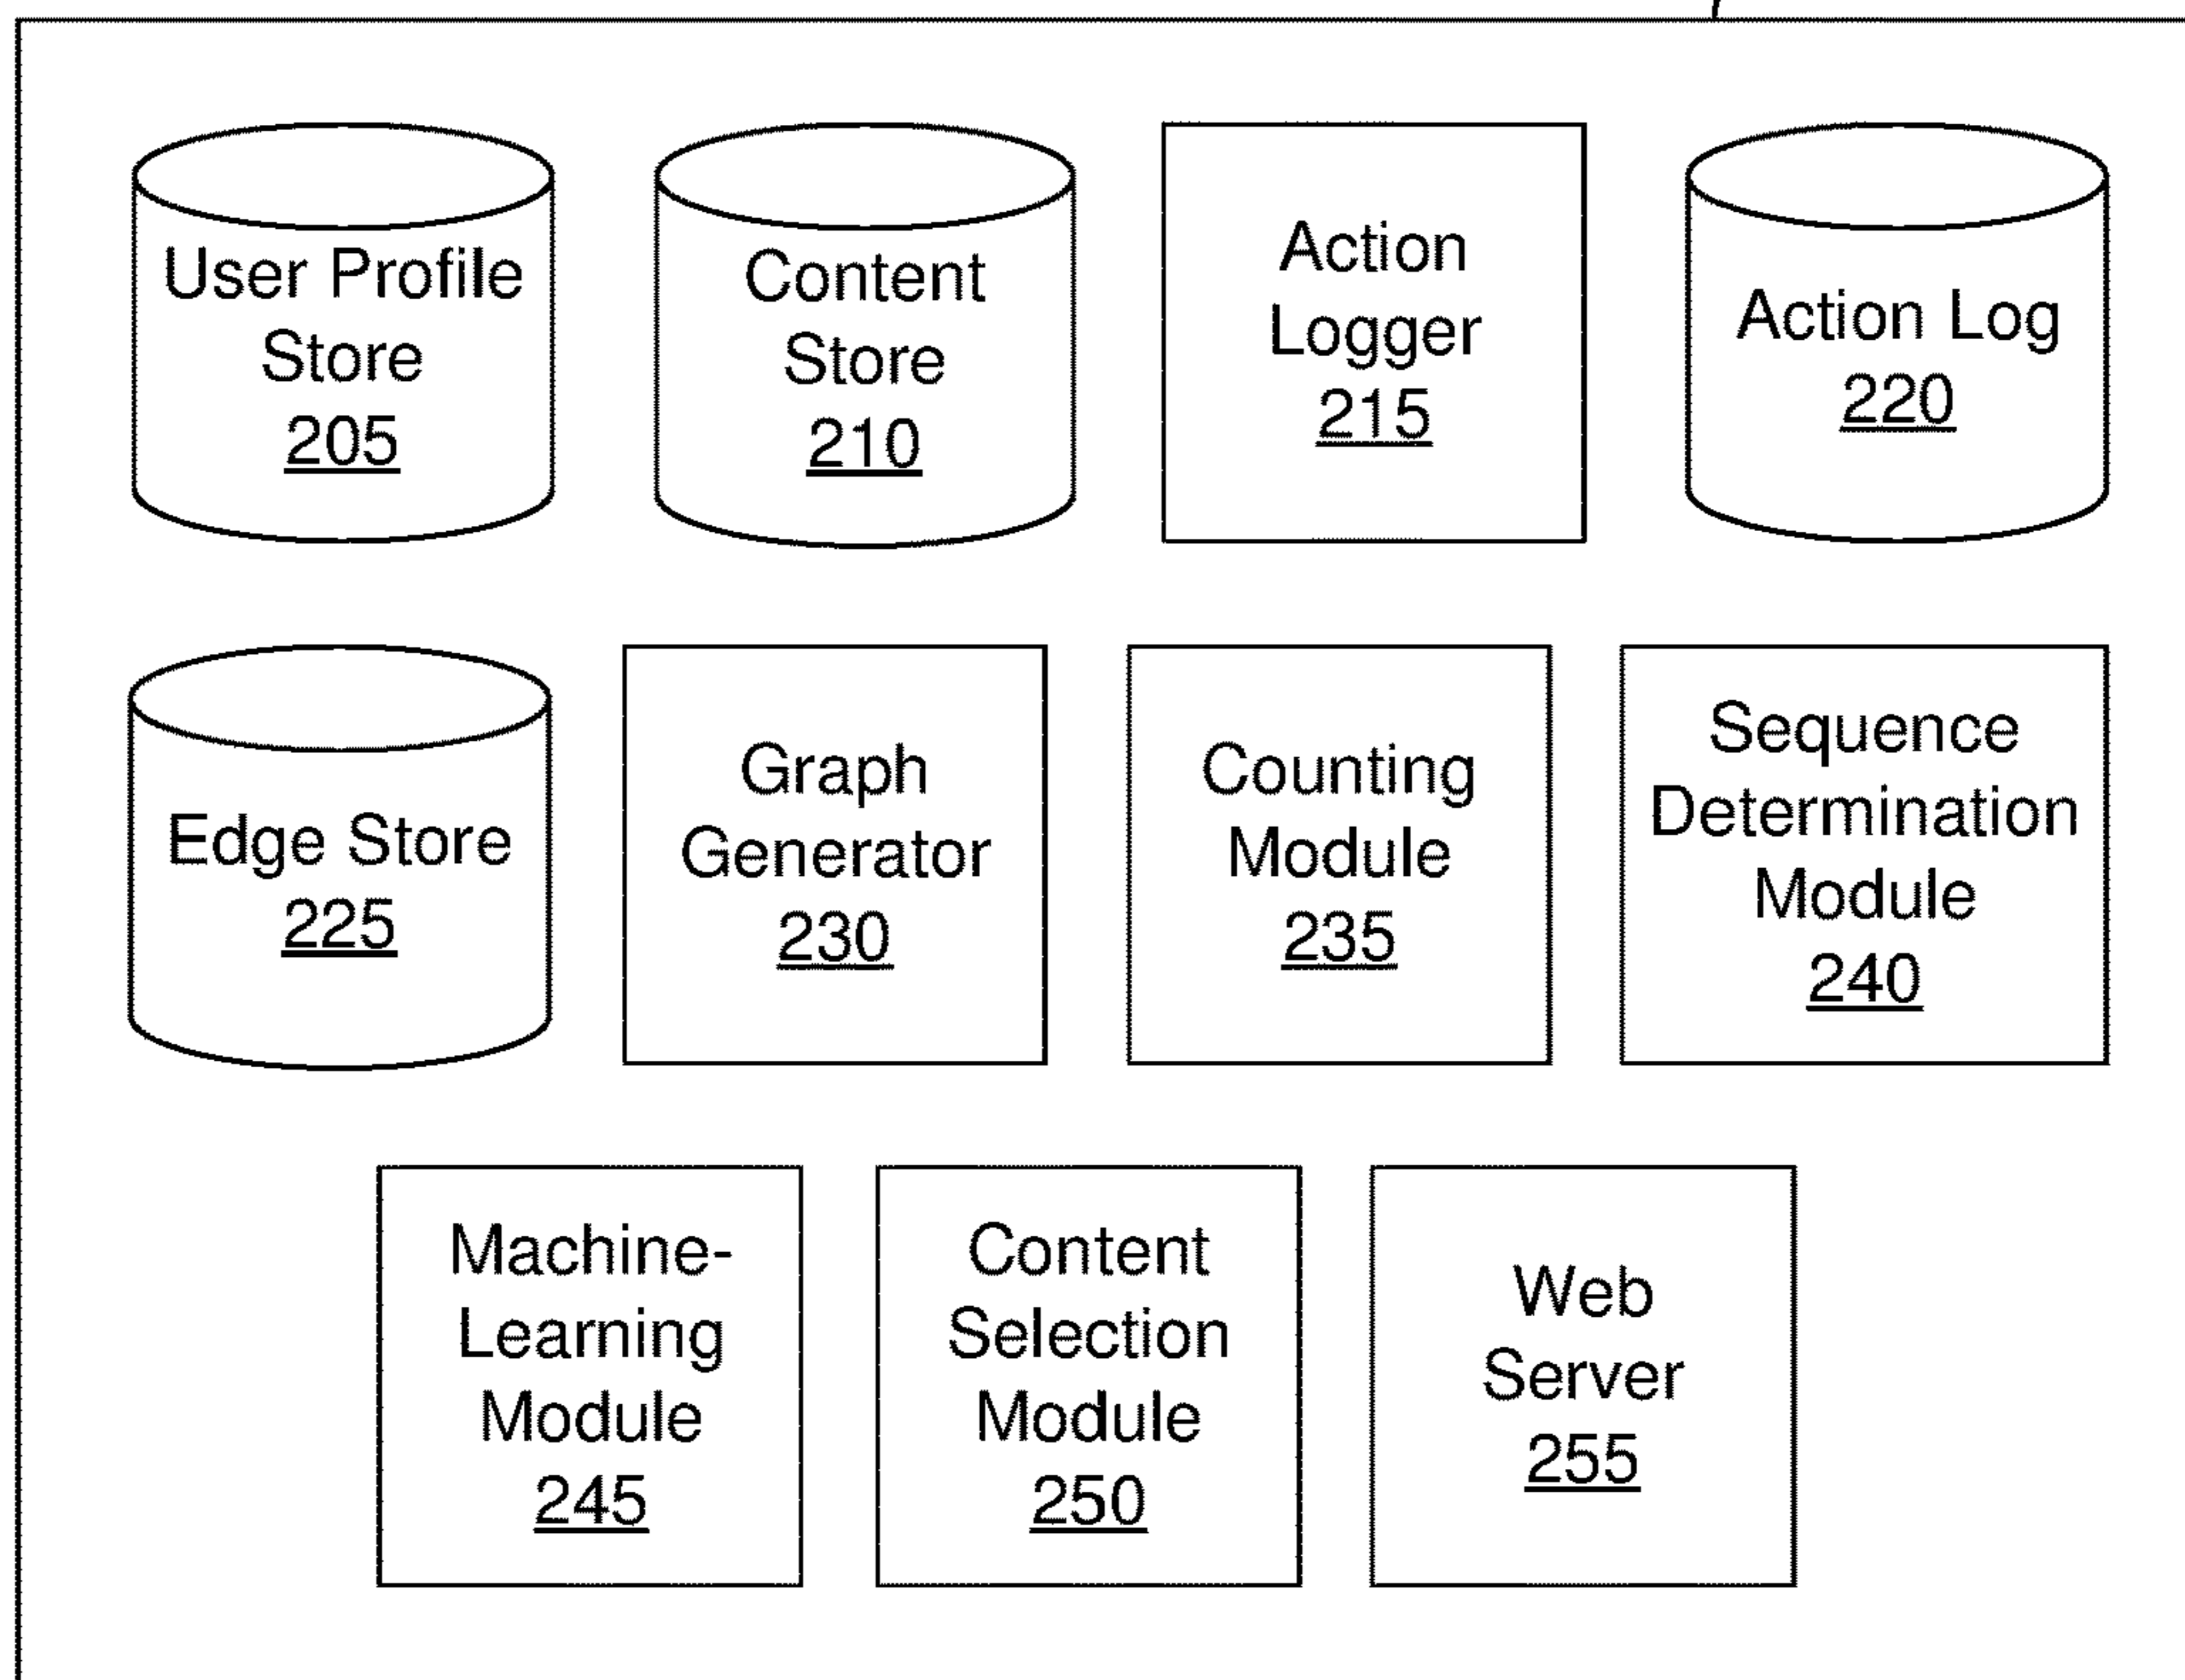 User Profile
Store
205
Content
Store
210
Action
Logger
215
Action Log
220
Edge Store
225
Graph
Generator
230
Counting
Module
235
Sequence
Determination
Module
240
Machine-
Learning
Module
245
Content
Selection
Module
250
Web
Server
255